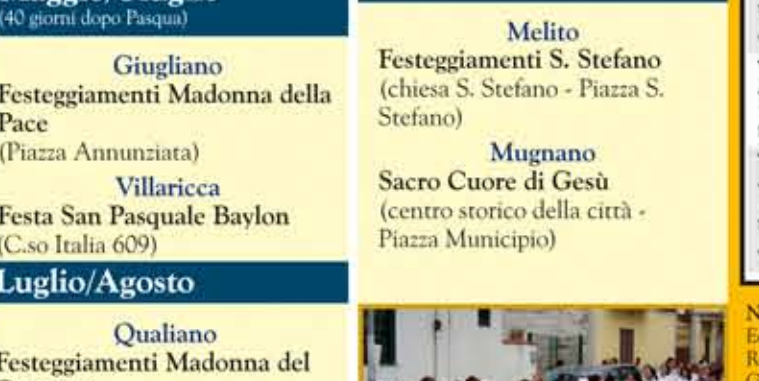 (40 giorni dopo Pasqua)
Giugliano
Festeggiamenti Madonna della
Pace
(Piazza Annunziata)
Villaricca
Festa San Pasquale Baylon
(C.so Italia 609)
Luglio/Agosto
Qualiano
Festeggiamenti Madonna del
Melito
Festeggiamenti S. Stefano
(chiesa S. Stefano - Piazza S.
Stefano)
Mugnano
Sacro Cuore di Gesù
(centro storico della città -
Piazza Municipio)